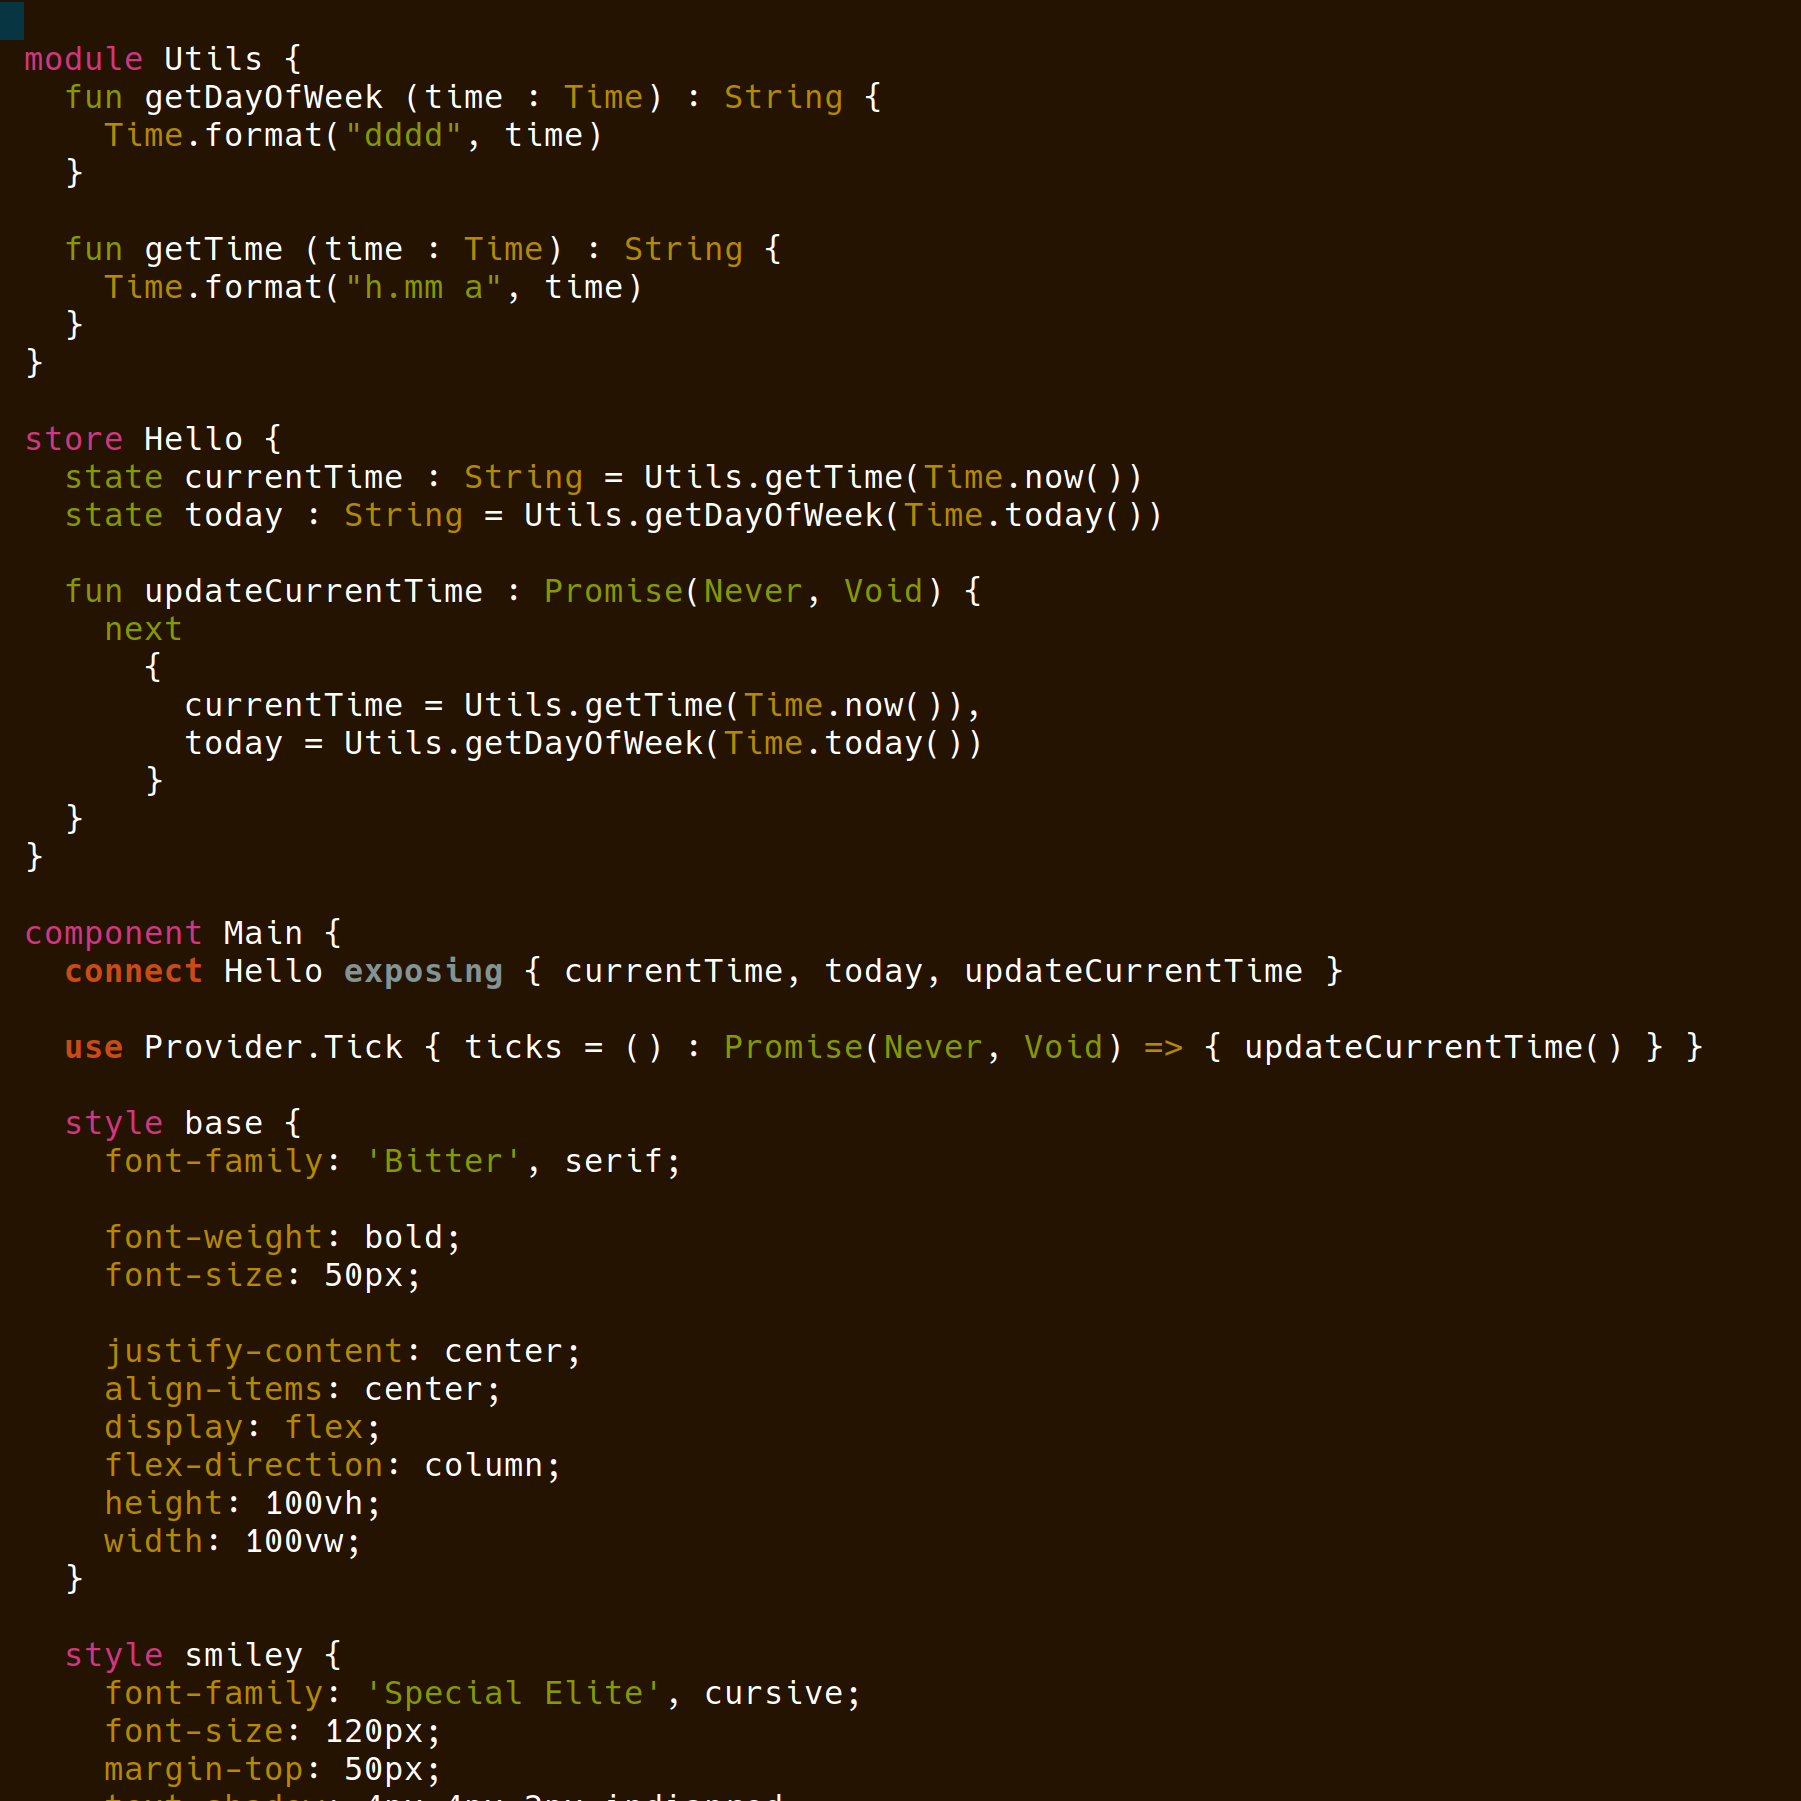 module Utils {
  fun getDayOfWeek (time : Time) : String {
    Time.format("dddd", time)
  }

  fun getTime (time : Time) : String {
    Time.format("h.mm a", time)
  }
}

store Hello {
  state currentTime : String = Utils.getTime(Time.now())
  state today : String = Utils.getDayOfWeek(Time.today())

  fun updateCurrentTime : Promise(Never, Void) {
    next
      {
        currentTime = Utils.getTime(Time.now()),
        today = Utils.getDayOfWeek(Time.today())
      }
  }
}

component Main {
  connect Hello exposing { currentTime, today, updateCurrentTime }

  use Provider.Tick { ticks = () : Promise(Never, Void) => { updateCurrentTime() } }

  style base {
    font-family: 'Bitter', serif;

    font-weight: bold;
    font-size: 50px;

    justify-content: center;
    align-items: center;
    display: flex;
    flex-direction: column;
    height: 100vh;
    width: 100vw;
  }

  style smiley {
    font-family: 'Special Elite', cursive;
    font-size: 120px;
    margin-top: 50px;